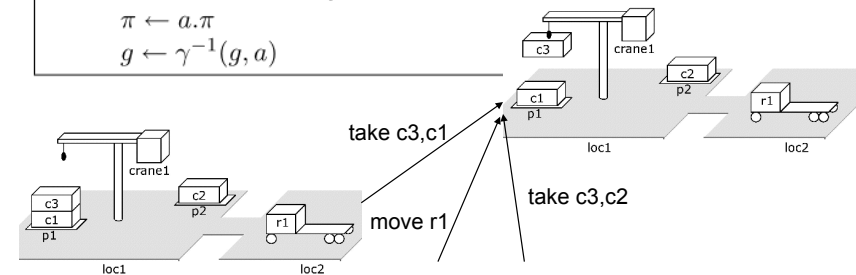 π ← a.π
g ← γ⁻¹(g, a)
c3
crane1
c1
p1
c2
p2
r1
loc1
loc2
take c3,c1
move r1
take c3,c2
crane1
c3
c1
p1
c2
p2
r1
loc1
loc2